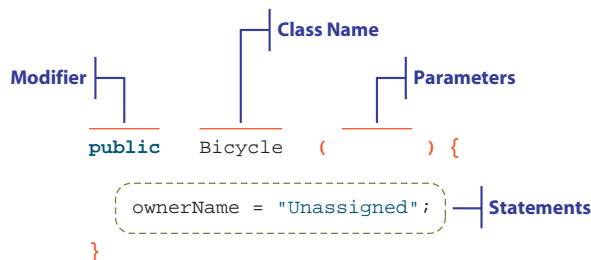 Class Name
Modifier
Parameters
public Bicycle ( ) {
ownerName = "Unassigned";
Statements
}